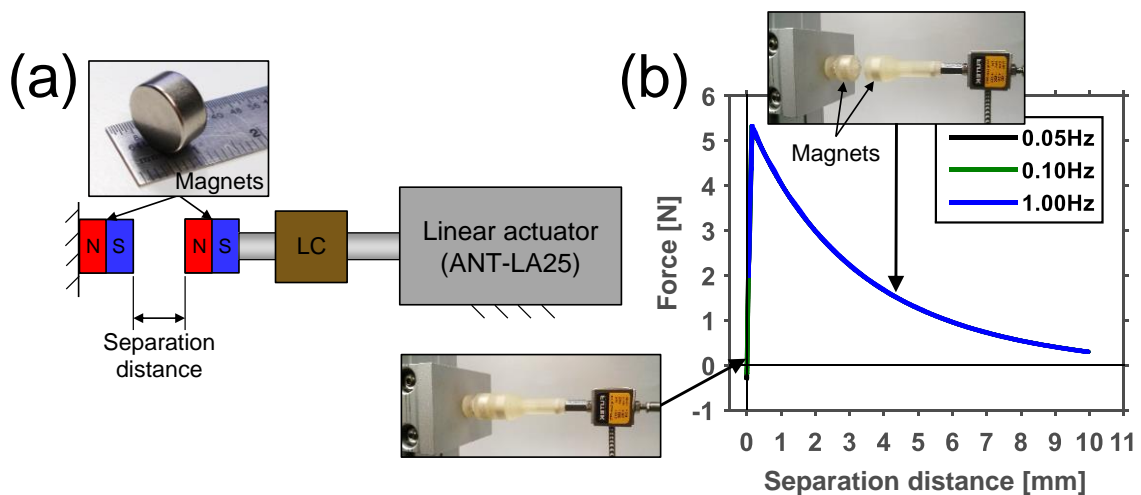 (a)
Magnets
N
S
N
S
LC
Linear actuator
(ANT-LA25)
Separation
distance
(b)
Magnets
0.05Hz
0.10Hz
1.00Hz
6
5
4
3
2
1
0
-1
Force [N]
0 1 2 3 4 5 6 7 8 9 10 11
Separation distance [mm]